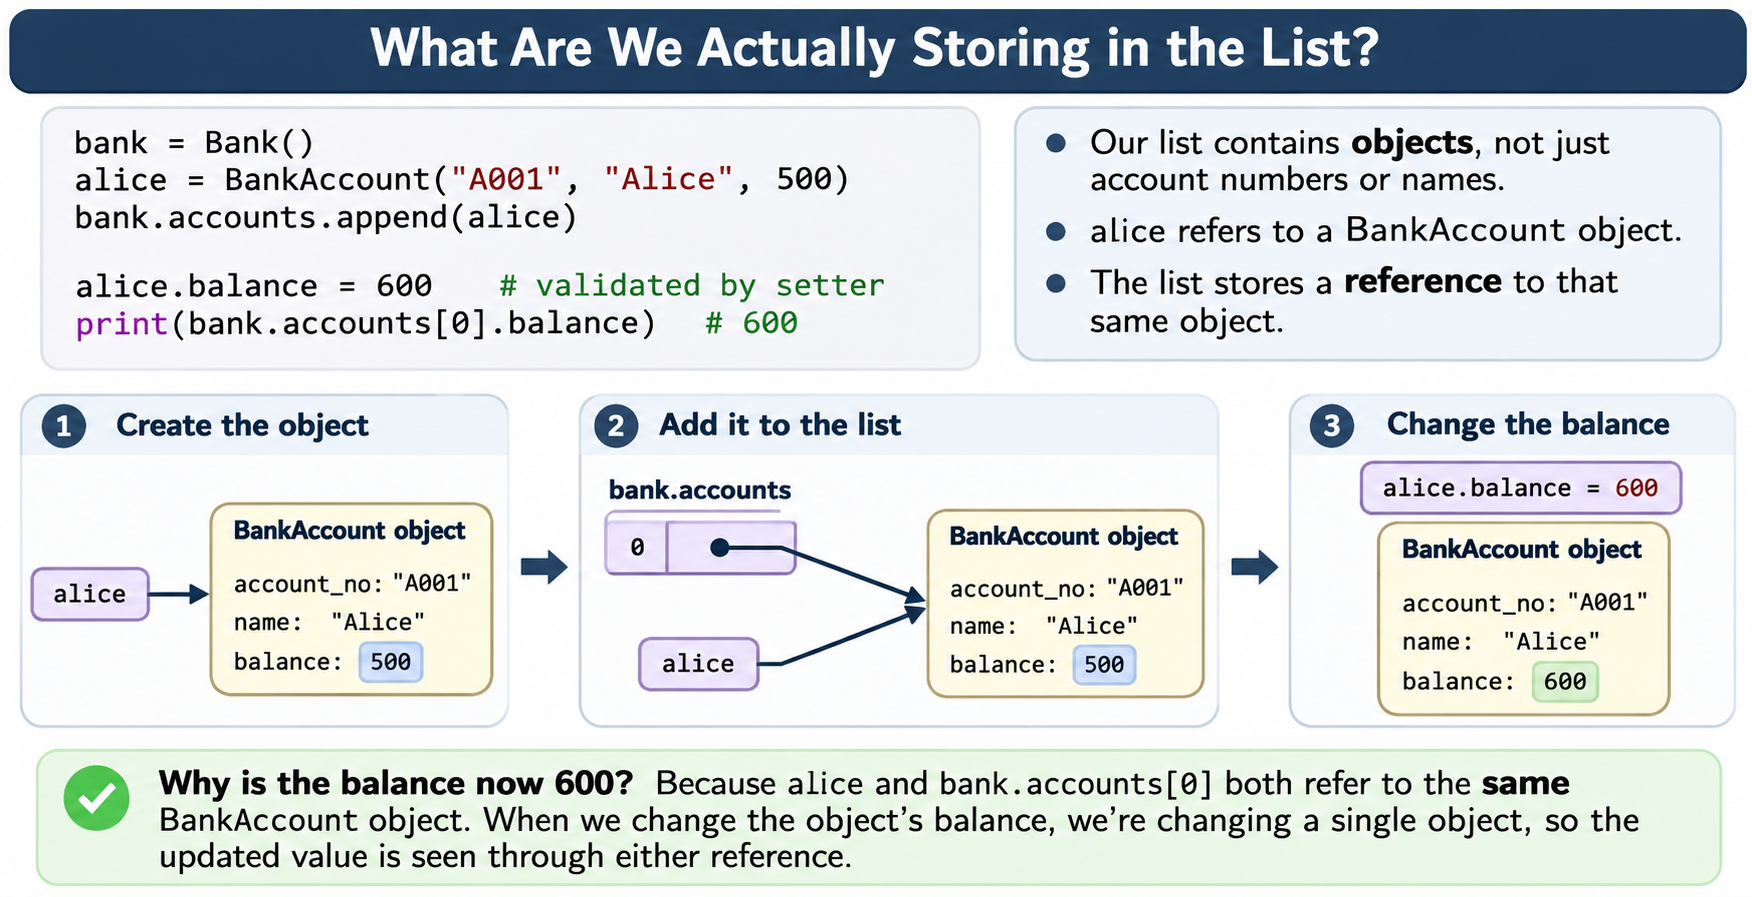 What Are We Actually Storing in the List?
bank = Bank()
alice = BankAccount("A001", "Alice", 500)
bank.accounts.append(alice)
alice.balance = 600    # validated by setter
print(bank.accounts[0].balance)   # 600
Our list contains objects, not just
account numbers or names.
alice refers to a BankAccount object.
The list stores a reference to that
same object.
1 Create the object
alice
BankAccount object
account_no: "A001"
name: "Alice"
balance: 500
2 Add it to the list
bank.accounts
0
alice
BankAccount object
account_no: "A001"
name: "Alice"
balance: 500
3 Change the balance
alice.balance = 600
BankAccount object
account_no: "A001"
name: "Alice"
balance: 600
Why is the balance now 600? Because alice and bank.accounts[0] both refer to the same
BankAccount object. When we change the object’s balance, we’re changing a single object, so the
updated value is seen through either reference.